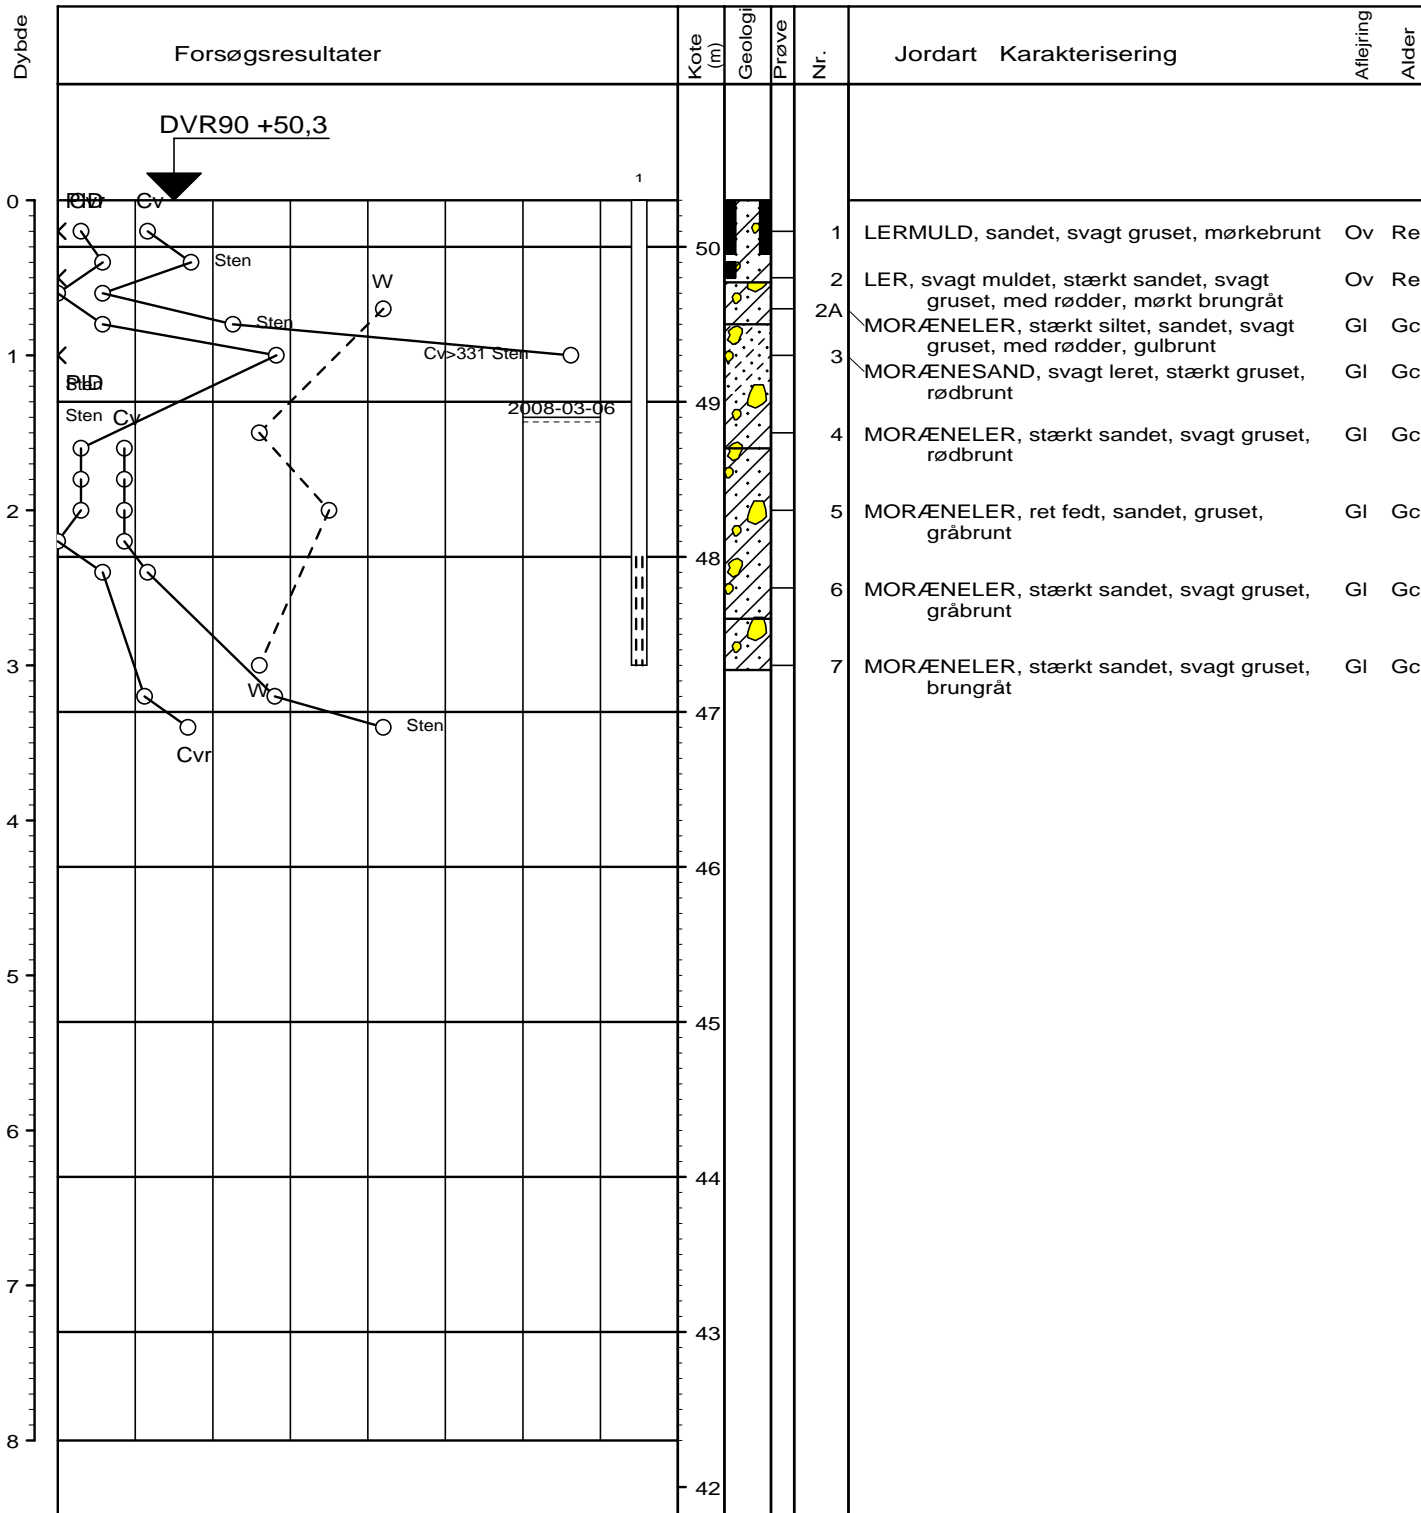 Dybde
Forsøgsresultater
Kote
(m)
Geologi
Prøve
Nr.
Jordart Karakterisering
Aflejring
Alder
DVR90 +50,3
1
0
PID
Cvr
Cv
50
1 LERMULD, sandet, svagt gruset, mørkebrunt Ov Re
Sten
W
2 LER, svagt muldet, stærkt sandet, svagt Ov Re
gruset, med rødder, mørkt brungråt
2A
Sten
MORÆNELER, stærkt siltet, sandet, svagt Gl Gc
gruset, med rødder, gulbrunt
1
Cv>331 Sten
3
PID
Sten
MORÆNESAND, svagt leret, stærkt gruset, Gl Gc
rødbrunt
49
2008-03-06
Sten
Cv
4 MORÆNELER, stærkt sandet, svagt gruset, Gl Gc
rødbrunt
2
5 MORÆNELER, ret fedt, sandet, gruset, Gl Gc
gråbrunt
48
6 MORÆNELER, stærkt sandet, svagt gruset, Gl Gc
gråbrunt
3
7 MORÆNELER, stærkt sandet, svagt gruset, Gl Gc
brungråt
W
47
Sten
Cvr
4
46
5
45
6
44
7
43
8
42